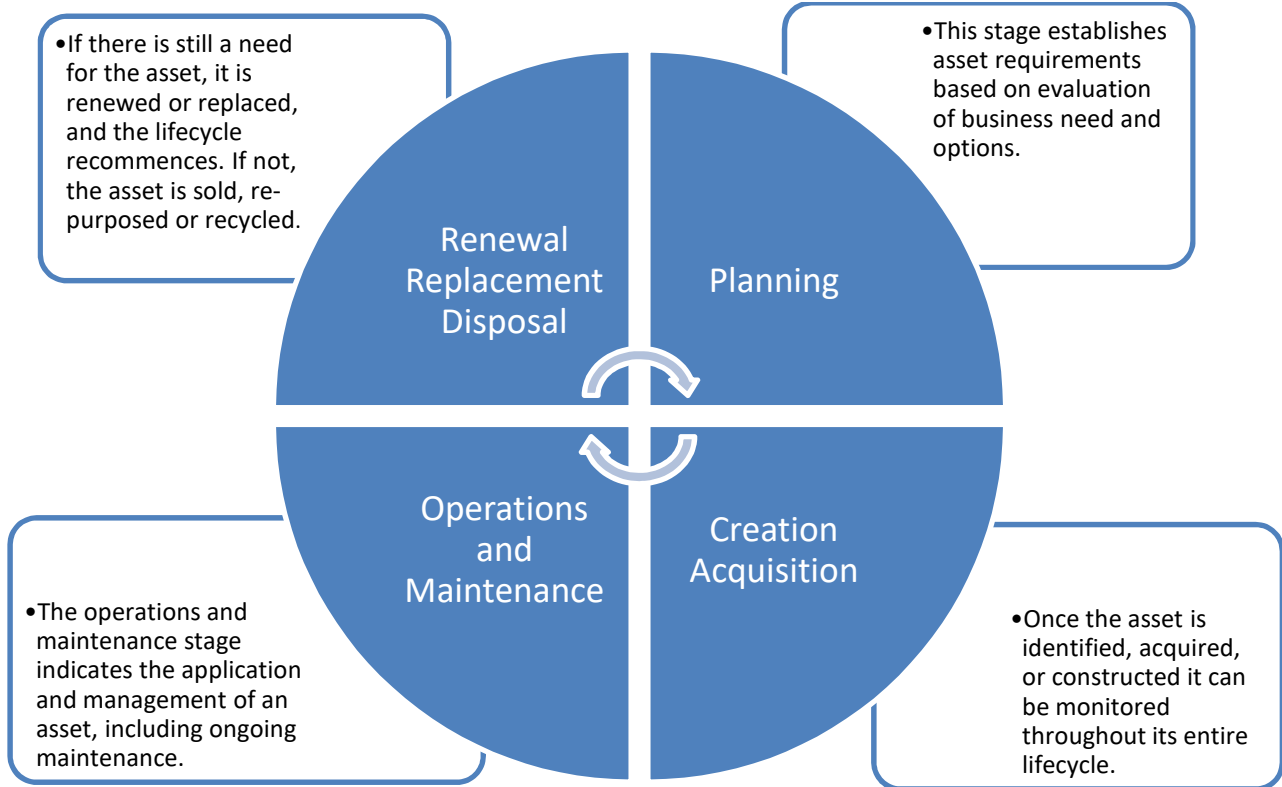 •If there is still a need
for the asset, it is
renewed or replaced,
and the lifecycle
recommences. If not,
the asset is sold, re-
purposed or recycled.
•This stage establishes
asset requirements
based on evaluation
of business need and
options.
Renewal
Replacement
Disposal
Planning
Operations
and
Maintenance
Creation
Acquisition
•The operations and
maintenance stage
indicates the application
and management of an
asset, including ongoing
maintenance.
•Once the asset is
identified, acquired,
or constructed it can
be monitored
throughout its entire
lifecycle.